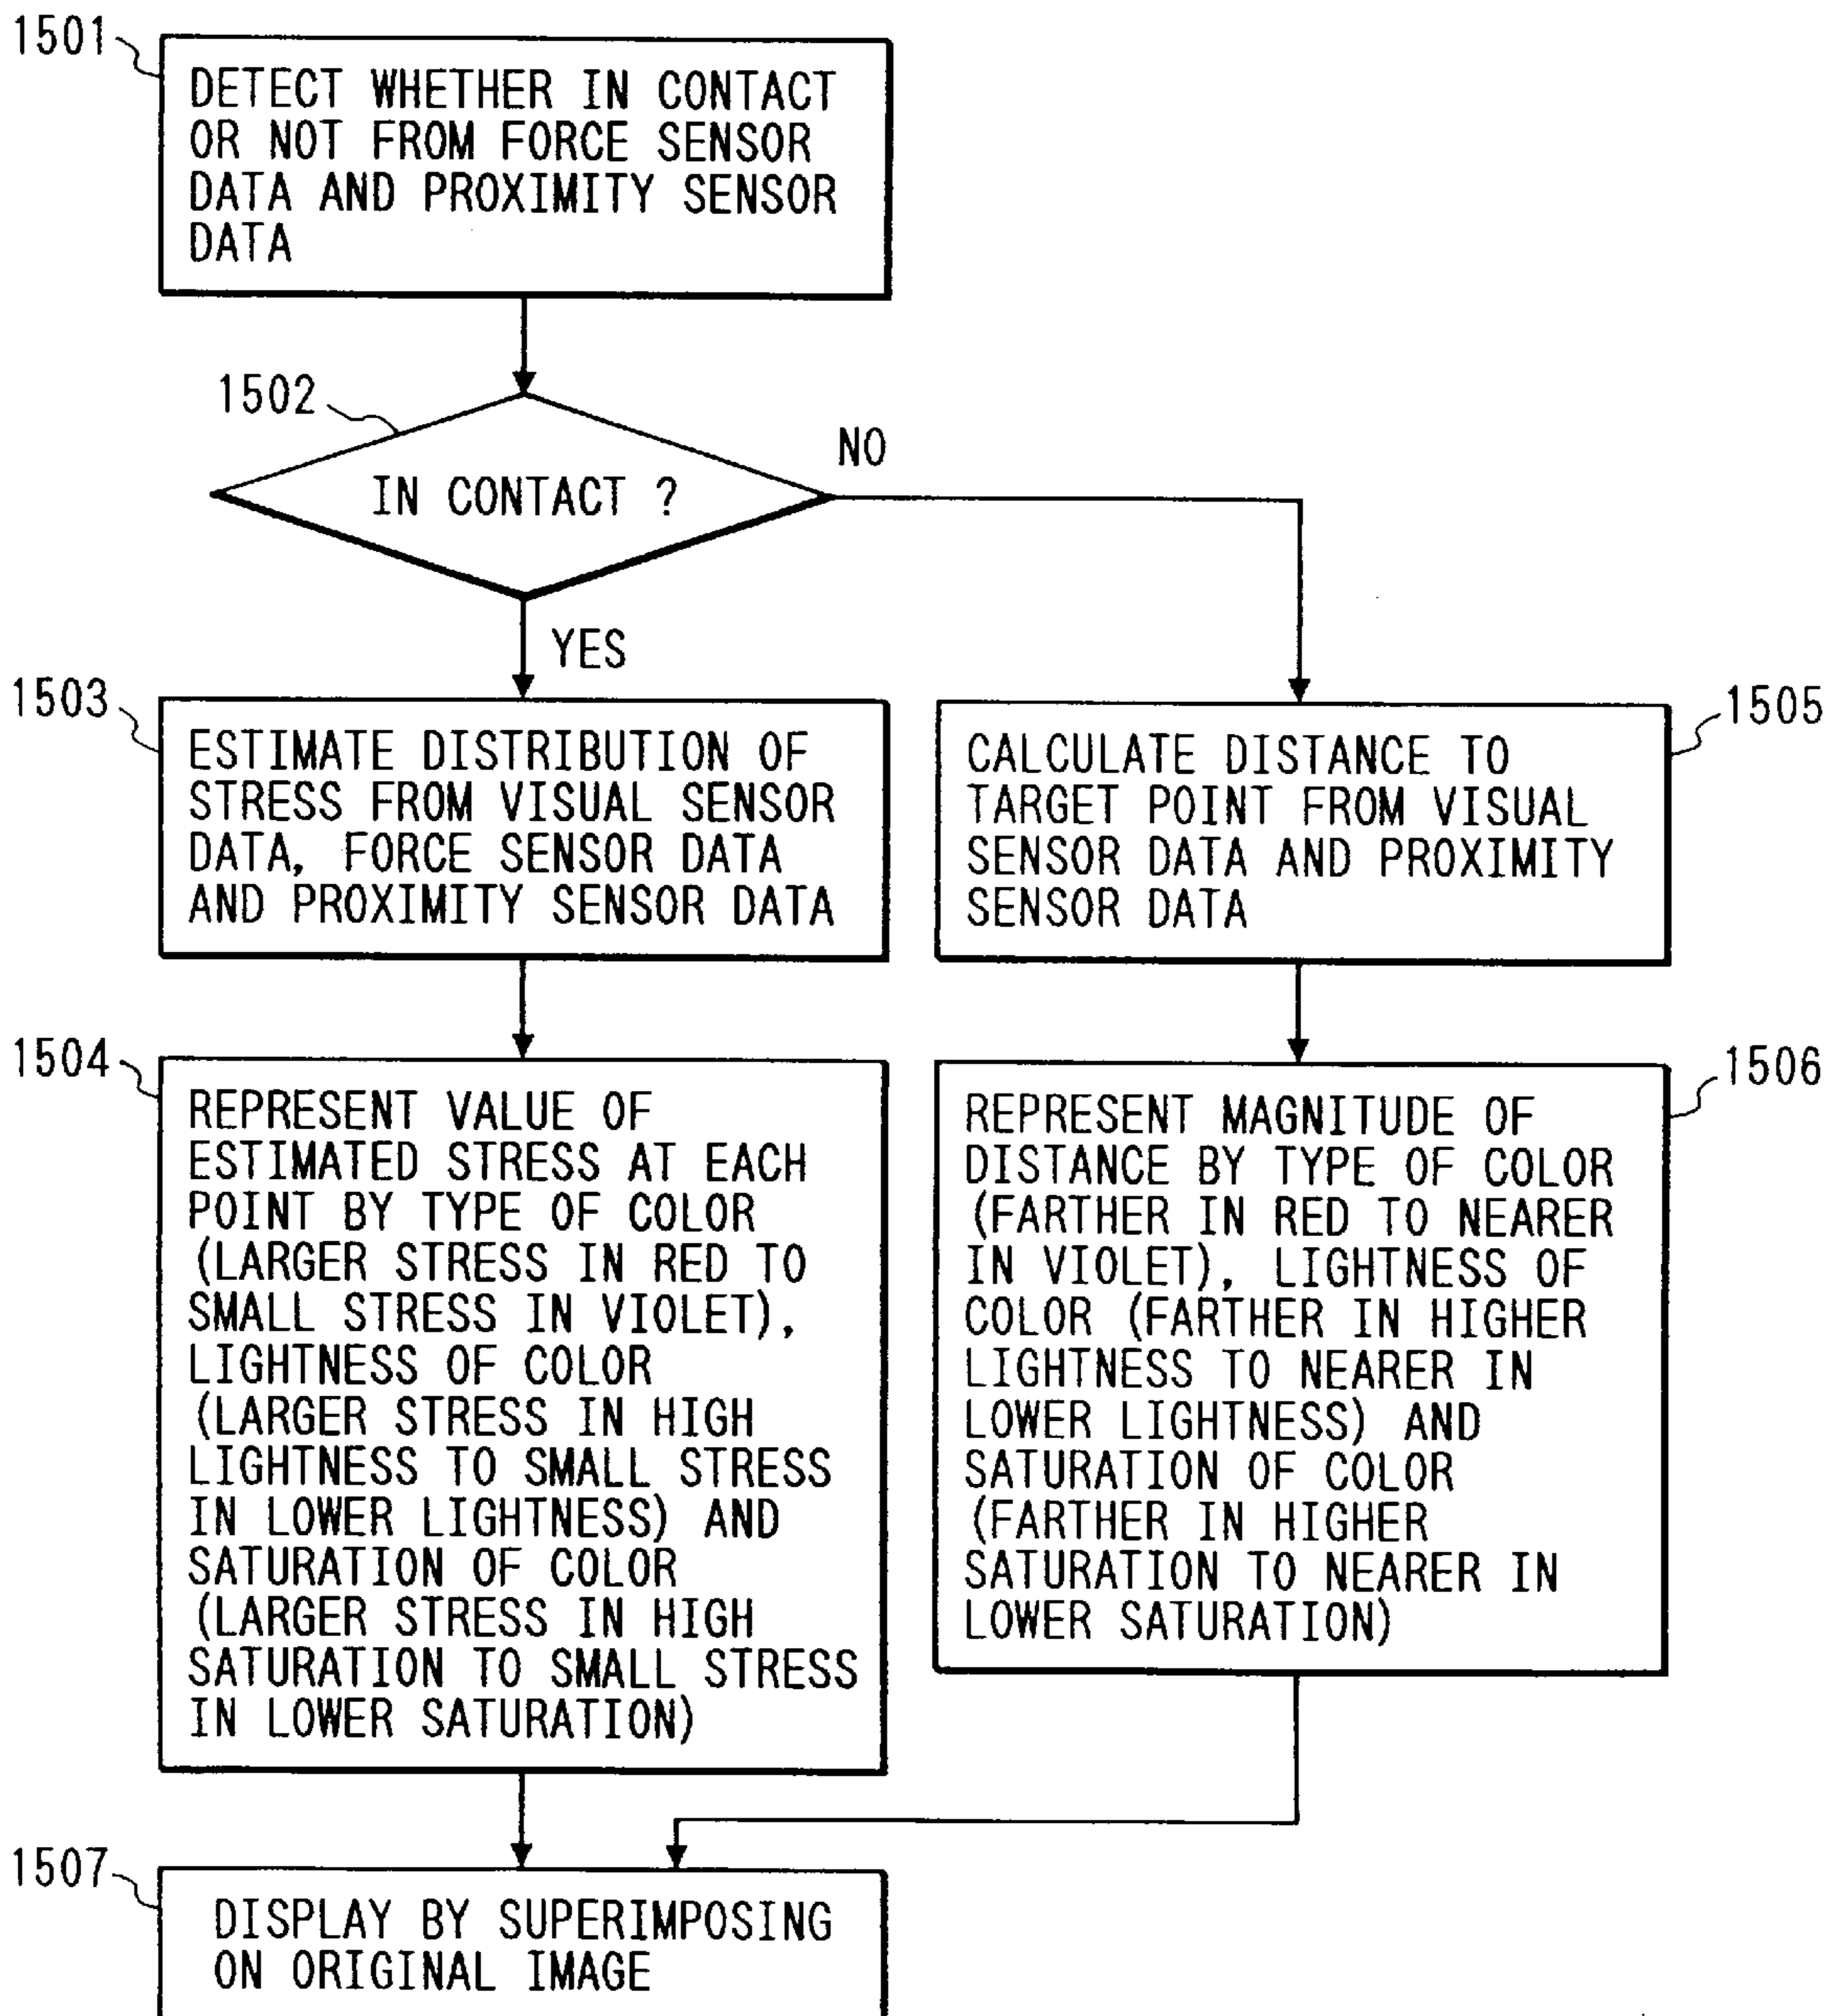 1501
DETECT WHETHER IN CONTACT
OR NOT FROM FORCE SENSOR
DATA AND PROXIMITY SENSOR
DATA
1502
IN CONTACT ?
NO
YES
1503
ESTIMATE DISTRIBUTION OF
STRESS FROM VISUAL SENSOR
DATA, FORCE SENSOR DATA
AND PROXIMITY SENSOR DATA
1505
CALCULATE DISTANCE TO
TARGET POINT FROM VISUAL
SENSOR DATA AND PROXIMITY
SENSOR DATA
1504
REPRESENT VALUE OF
ESTIMATED STRESS AT EACH
POINT BY TYPE OF COLOR
(LARGER STRESS IN RED TO
SMALL STRESS IN VIOLET),
LIGHTNESS OF COLOR
(LARGER STRESS IN HIGH
LIGHTNESS TO SMALL STRESS
IN LOWER LIGHTNESS) AND
SATURATION OF COLOR
(LARGER STRESS IN HIGH
SATURATION TO SMALL STRESS
IN LOWER SATURATION)
1506
REPRESENT MAGNITUDE OF
DISTANCE BY TYPE OF COLOR
(FARTHER IN RED TO NEARER
IN VIOLET), LIGHTNESS OF
COLOR (FARTHER IN HIGHER
LIGHTNESS TO NEARER IN
LOWER LIGHTNESS) AND
SATURATION OF COLOR
(FARTHER IN HIGHER
SATURATION TO NEARER IN
LOWER SATURATION)
1507
DISPLAY BY SUPERIMPOSING
ON ORIGINAL IMAGE